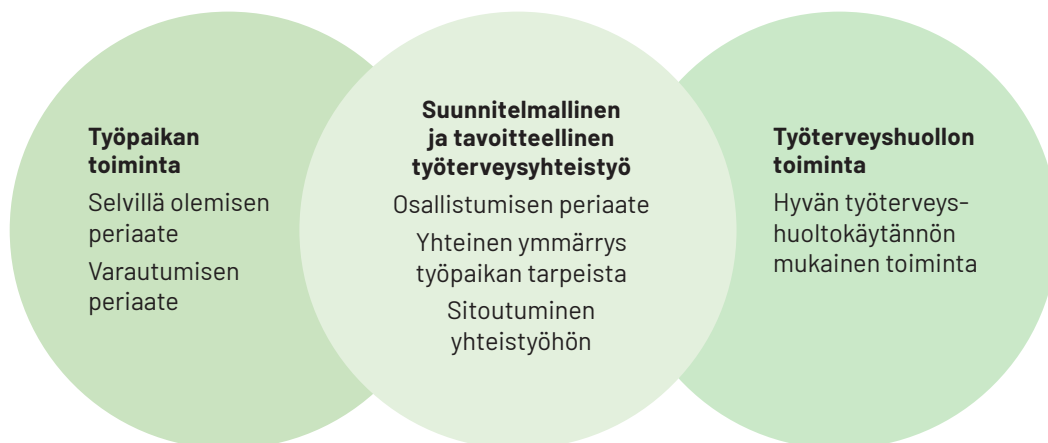 Työpaikan
toiminta
Selvillä olemisen
periaate
Varautumisen
periaate
Suunnitelmallinen
ja tavoitteellinen
työterveysyhteistyö
Osallistumisen periaate
Yhteinen ymmärrys
työpaikan tarpeista
Sitoutuminen
yhteistyöhön
Työterveyshuollon
toiminta
Hyvän työterveys-
huoltokäytännön
mukainen toiminta